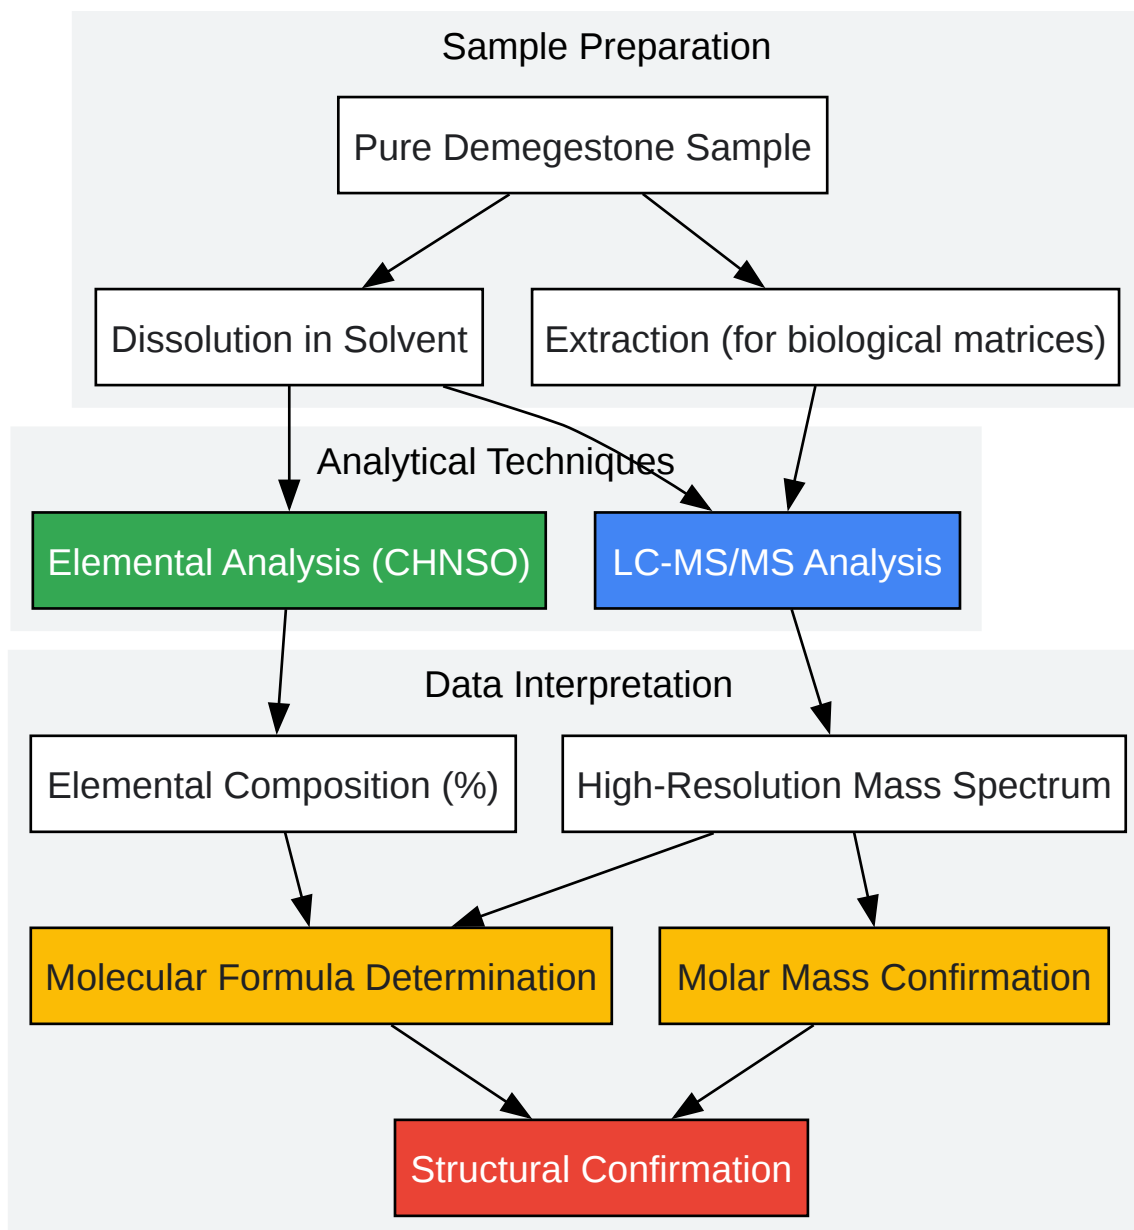 Sample Preparation
Pure Demegestone Sample
Dissolution in Solvent
Extraction (for biological matrices)
Analytical Techniques
Elemental Analysis (CHNSO)
LC-MS/MS Analysis
Data Interpretation
Elemental Composition (%)
High-Resolution Mass Spectrum
Molecular Formula Determination
Molar Mass Confirmation
Structural Confirmation